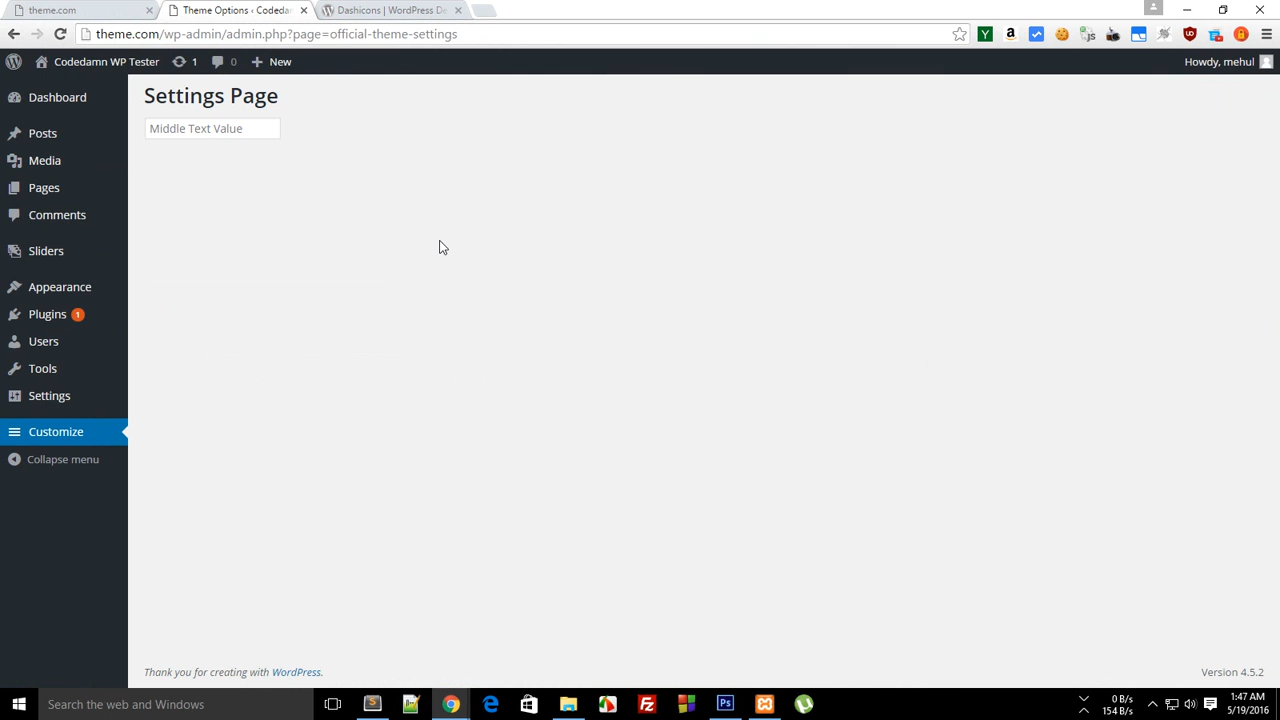 theme.com
Theme Options ‹ Codedam
Dashicons | WordPress De
theme.com/wp-admin/admin.php?page=official-theme-settings
Codedamn WP Tester
1
0
New
Howdy, mehul
Dashboard
Posts
Media
Pages
Comments
Sliders
Appearance
Plugins 1
Users
Tools
Settings
Customize
Collapse menu
Settings Page
Middle Text Value
Thank you for creating with WordPress.
Version 4.5.2
Search the web and Windows
0 B/s
154 B/s
1:47 AM
5/19/2016